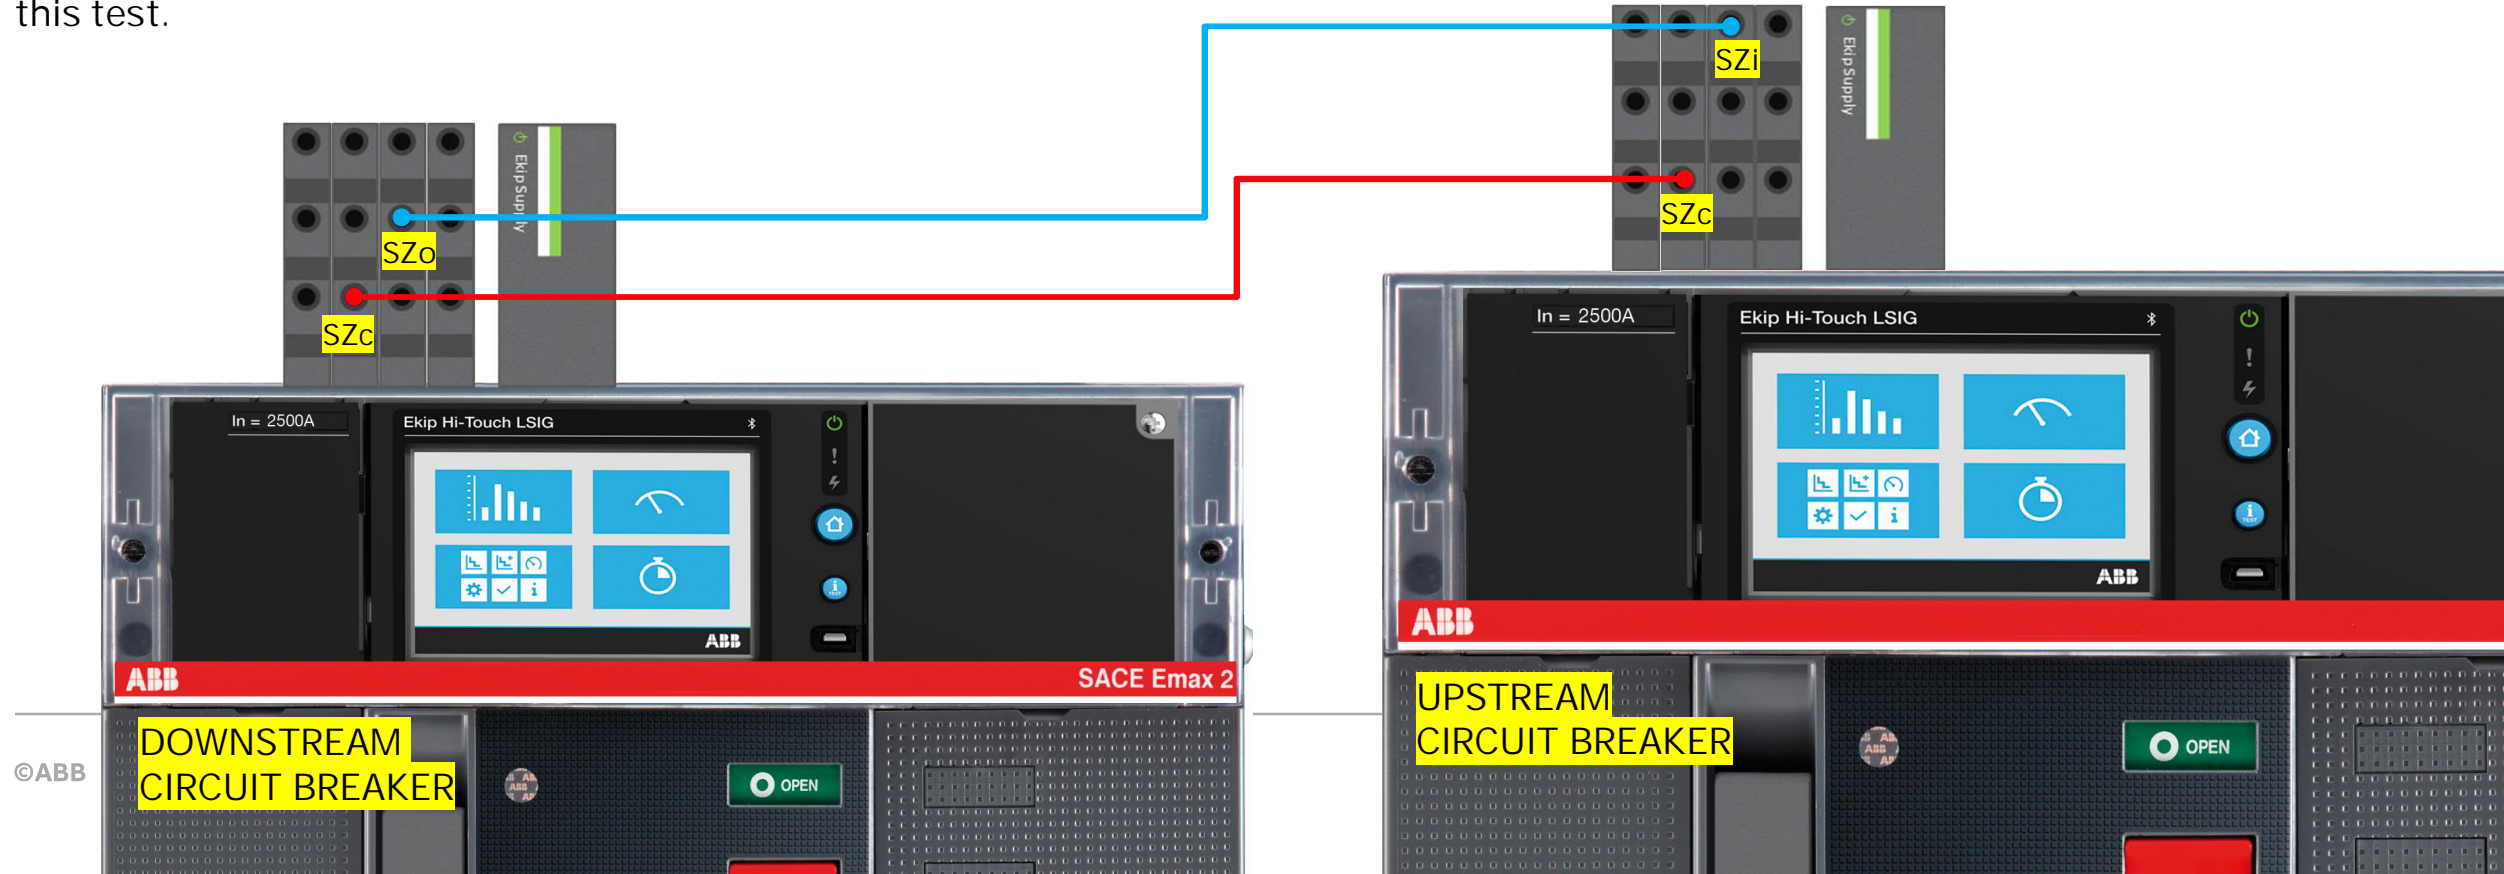 this test.
SZi
Ekip Supply
SZc
Ekip Supply
SZo
SZc
In = 2500A
Ekip Hi-Touch LSIG
ABB
ABB
SACE Emax 2
In = 2500A
Ekip Hi-Touch LSIG
TEST
ABB
ABB
DOWNSTREAM
CIRCUIT BREAKER
OPEN
UPSTREAM
CIRCUIT BREAKER
OPEN
©ABB